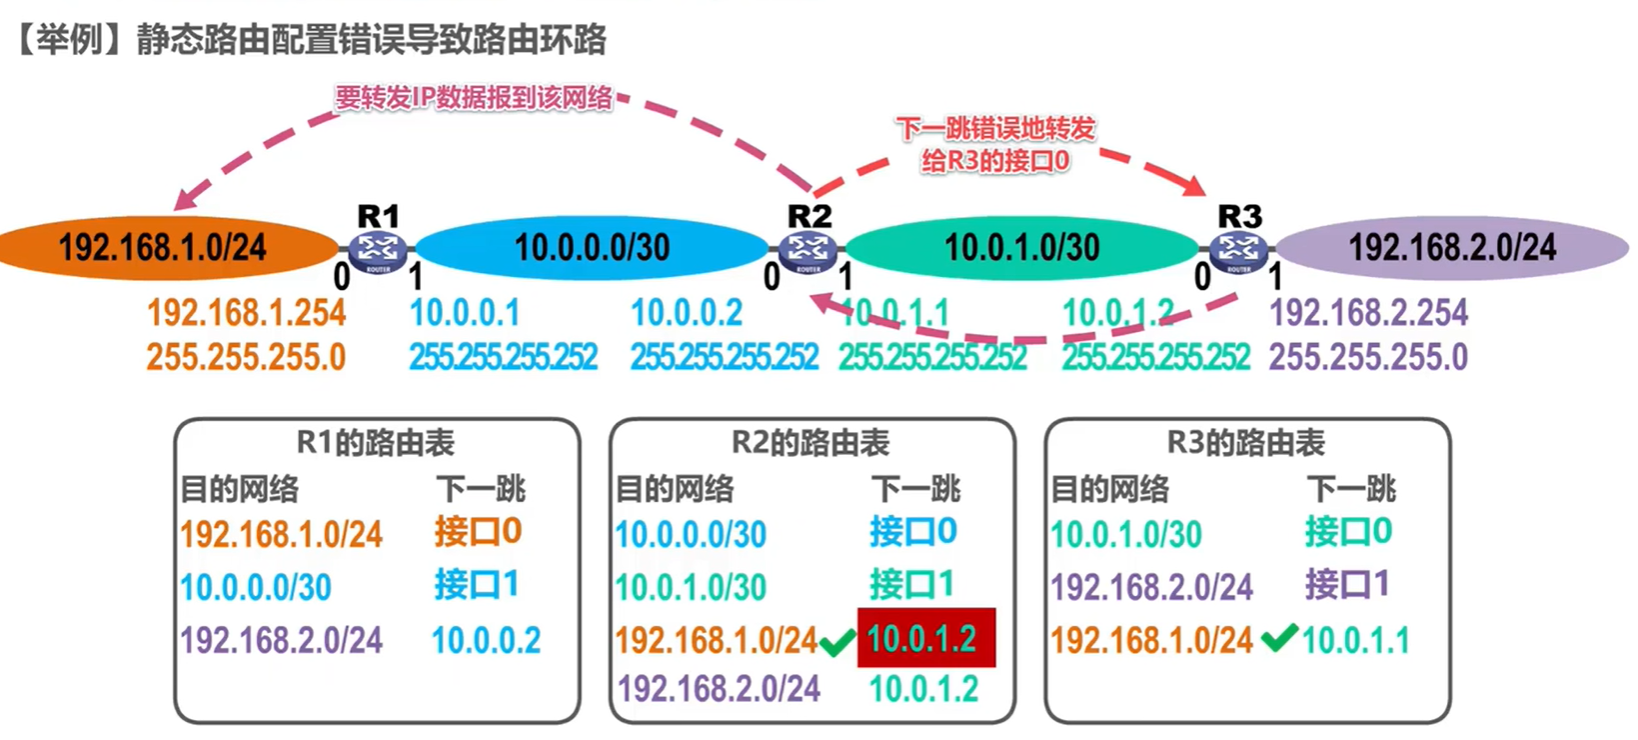 【举例】静态路由配置错误导致路由环路
要转发IP数据报到该网络
下一跳错误地转发
给R3的接口0
R1 R2 R3
192.168.1.0/24 10.0.0.0/30 10.0.1.0/30 192.168.2.0/24
ROUTER ROUTER ROUTER
0 1 0 1 0 1
192.168.1.254 10.0.0.1 10.0.0.2 10.0.1.1 10.0.1.2 192.168.2.254
255.255.255.0 255.255.255.252 255.255.255.252 255.255.255.252 255.255.255.252 255.255.255.0
R1的路由表
目的网络 下一跳
192.168.1.0/24 接口0
10.0.0.0/30 接口1
192.168.2.0/24 10.0.0.2
R2的路由表
目的网络 下一跳
10.0.0.0/30 接口0
10.0.1.0/30 接口1
192.168.1.0/24 10.0.1.2
192.168.2.0/24 10.0.1.2
R3的路由表
目的网络 下一跳
10.0.1.0/30 接口0
192.168.2.0/24 接口1
192.168.1.0/24 10.0.1.1